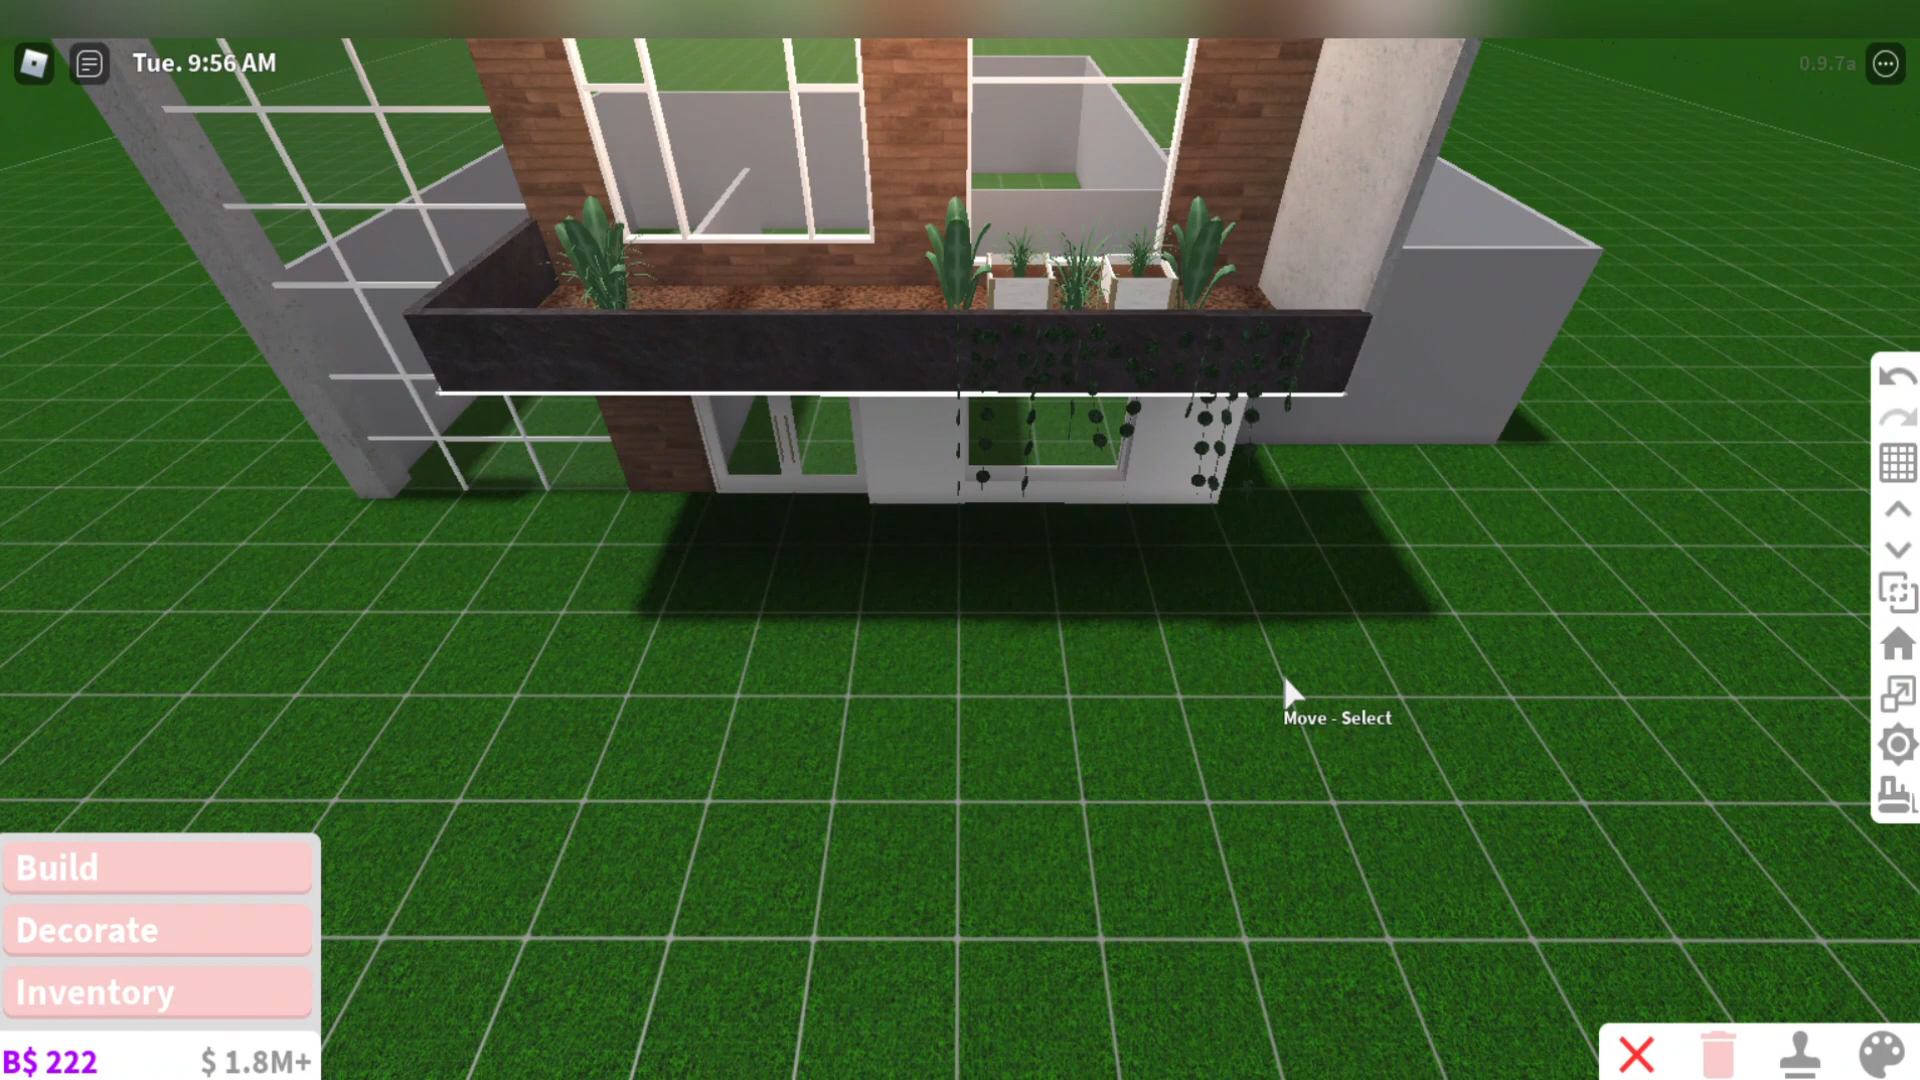 Tue. 9:56 AM
0.9.7a
Move - Select
Build
Decorate
Inventory
B$ 222
$ 1.8M+